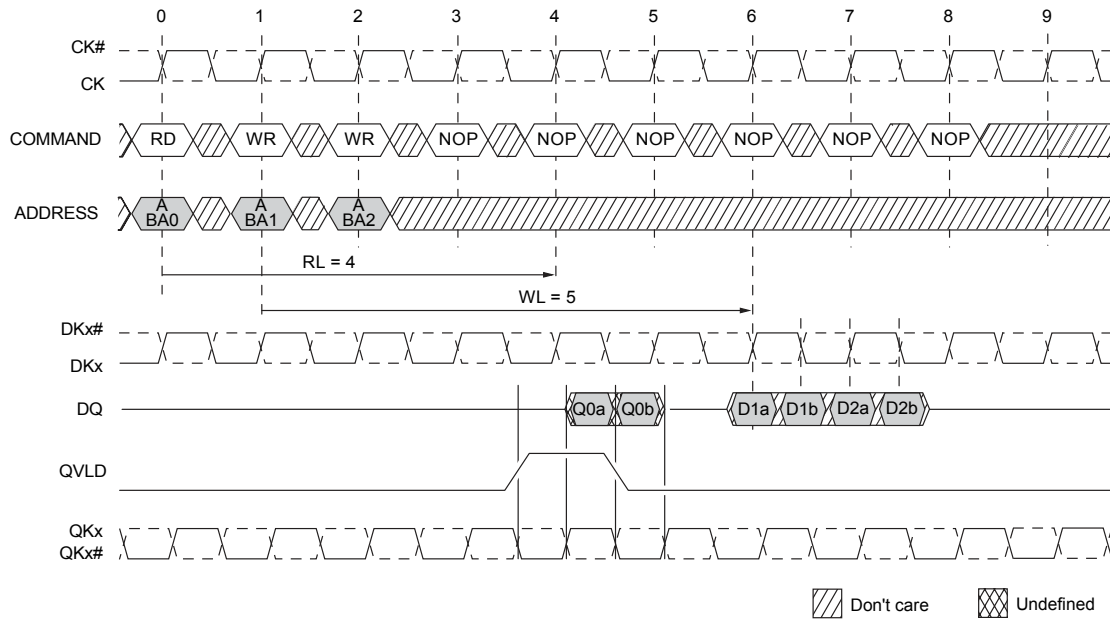 0 1 2 3 4 5 6 7 8 9
CK#
CK
COMMAND RD WR WR NOP NOP NOP NOP NOP NOP
ADDRESS A BA0 A BA1 A BA2
RL = 4
WL = 5
DKx#
DKx
DQ Q0a Q0b D1a D1b D2a D2b
QVLD
QKx
QKx#
Don't care Undefined